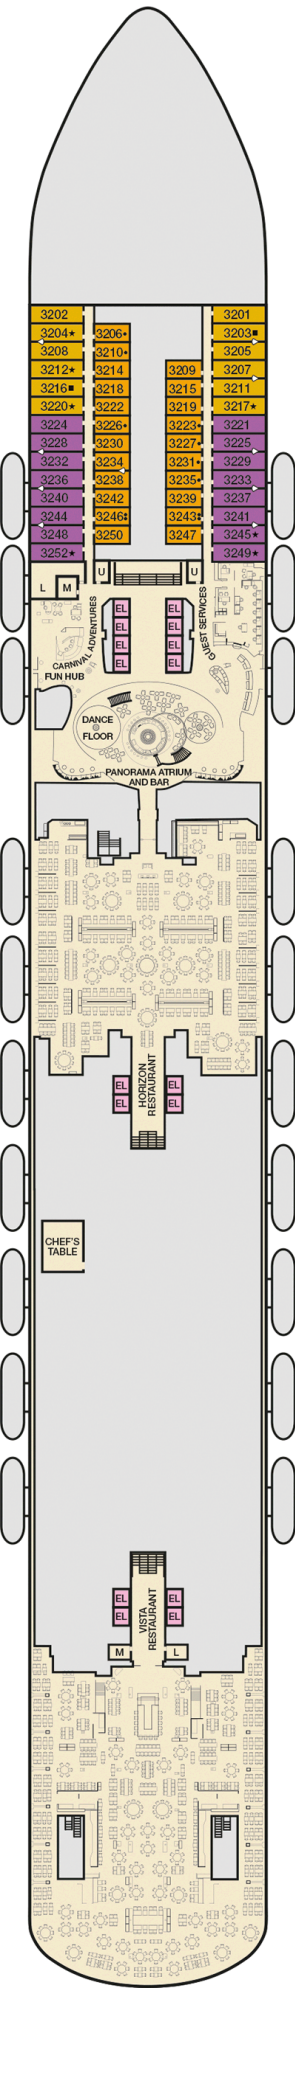 3202 3201
3204★ 3206• 3203■
3208 3210• 3205
3212★ 3214 3209 3207
3216■ 3218 3215 3211
3220★ 3222 3219 3217★
3224 3226• 3223• 3221
3228 3230 3227• 3225
3232 3234 3231• 3229
3236 3238 3235 3233
3240 3242 3239 3237
3244 3246 3243 3241
3248 3250 3247 3245★
3252★ 3249★
U U
L M
EL EL
EL EL
EL EL
EL EL
CARNIVAL ADVENTURES
GUEST SERVICES
FUN HUB
DANCE
FLOOR
PANORAMA ATRIUM
AND BAR
HORIZON
RESTAURANT
EL EL
EL EL
CHEF'S
TABLE
VISTA
RESTAURANT
EL EL
EL EL
M L